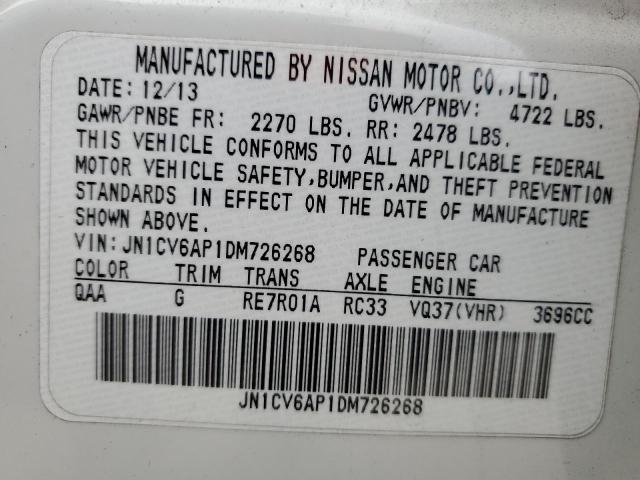 MANUFACTURED BY NISSAN MOTOR CO.,LTD.
DATE: 12/13 GVWR/PNBV: 4722 LBS.
GAWR/PNBE FR: 2270 LBS. RR: 2478 LBS.
THIS VEHICLE CONFORMS TO ALL APPLICABLE FEDERAL
MOTOR VEHICLE SAFETY,BUMPER,AND THEFT PREVENTION
STANDARDS IN EFFECT ON THE DATE OF MANUFACTURE
SHOWN ABOVE.
VIN:JN1CV6AP1DM726268 PASSENGER CAR
COLOR TRIM TRANS AXLE ENGINE
QAA G RE7R01A RC33 VQ37(VHR) 3696CC
JN1CV6AP1DM726268